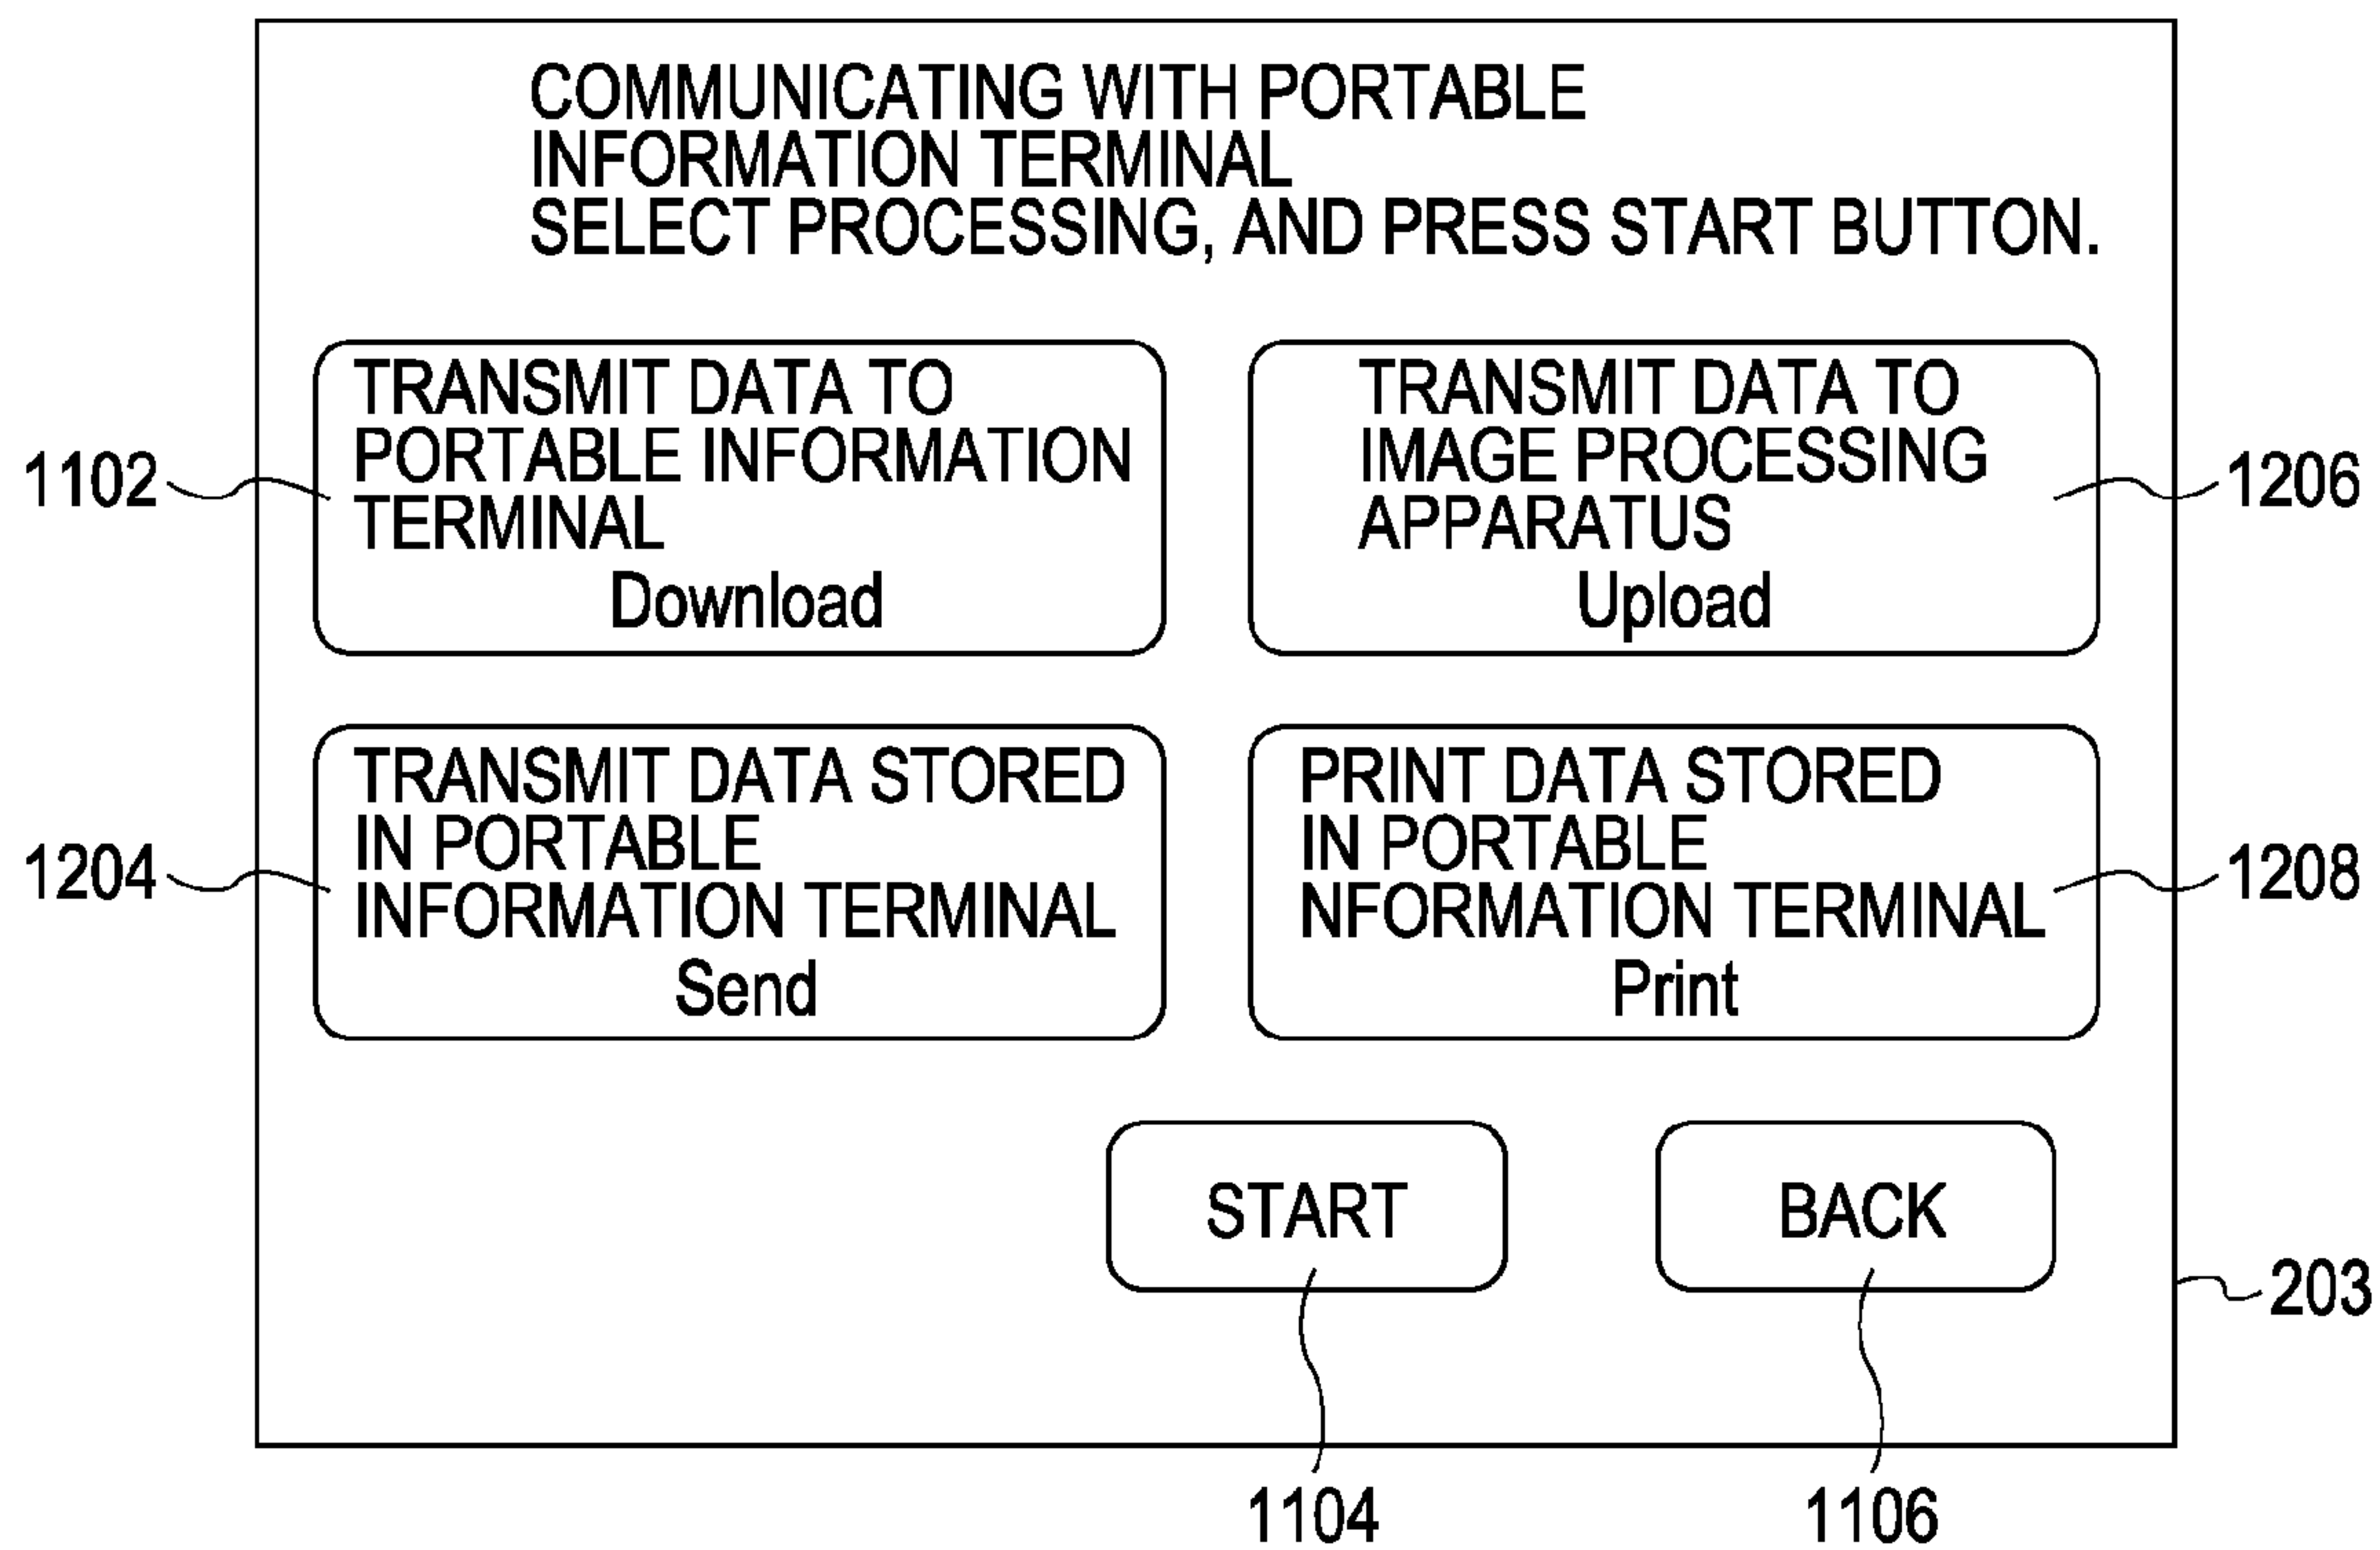 COMMUNICATING WITH PORTABLE
INFORMATION TERMINAL
SELECT PROCESSING, AND PRESS START BUTTON.
TRANSMIT DATA TO
PORTABLE INFORMATION
TERMINAL
Download
1102
TRANSMIT DATA TO
IMAGE PROCESSING
APPARATUS
Upload
1206
TRANSMIT DATA STORED
IN PORTABLE
INFORMATION TERMINAL
Send
1204
PRINT DATA STORED
IN PORTABLE
NFORMATION TERMINAL
Print
1208
START
BACK
203
1104
1106